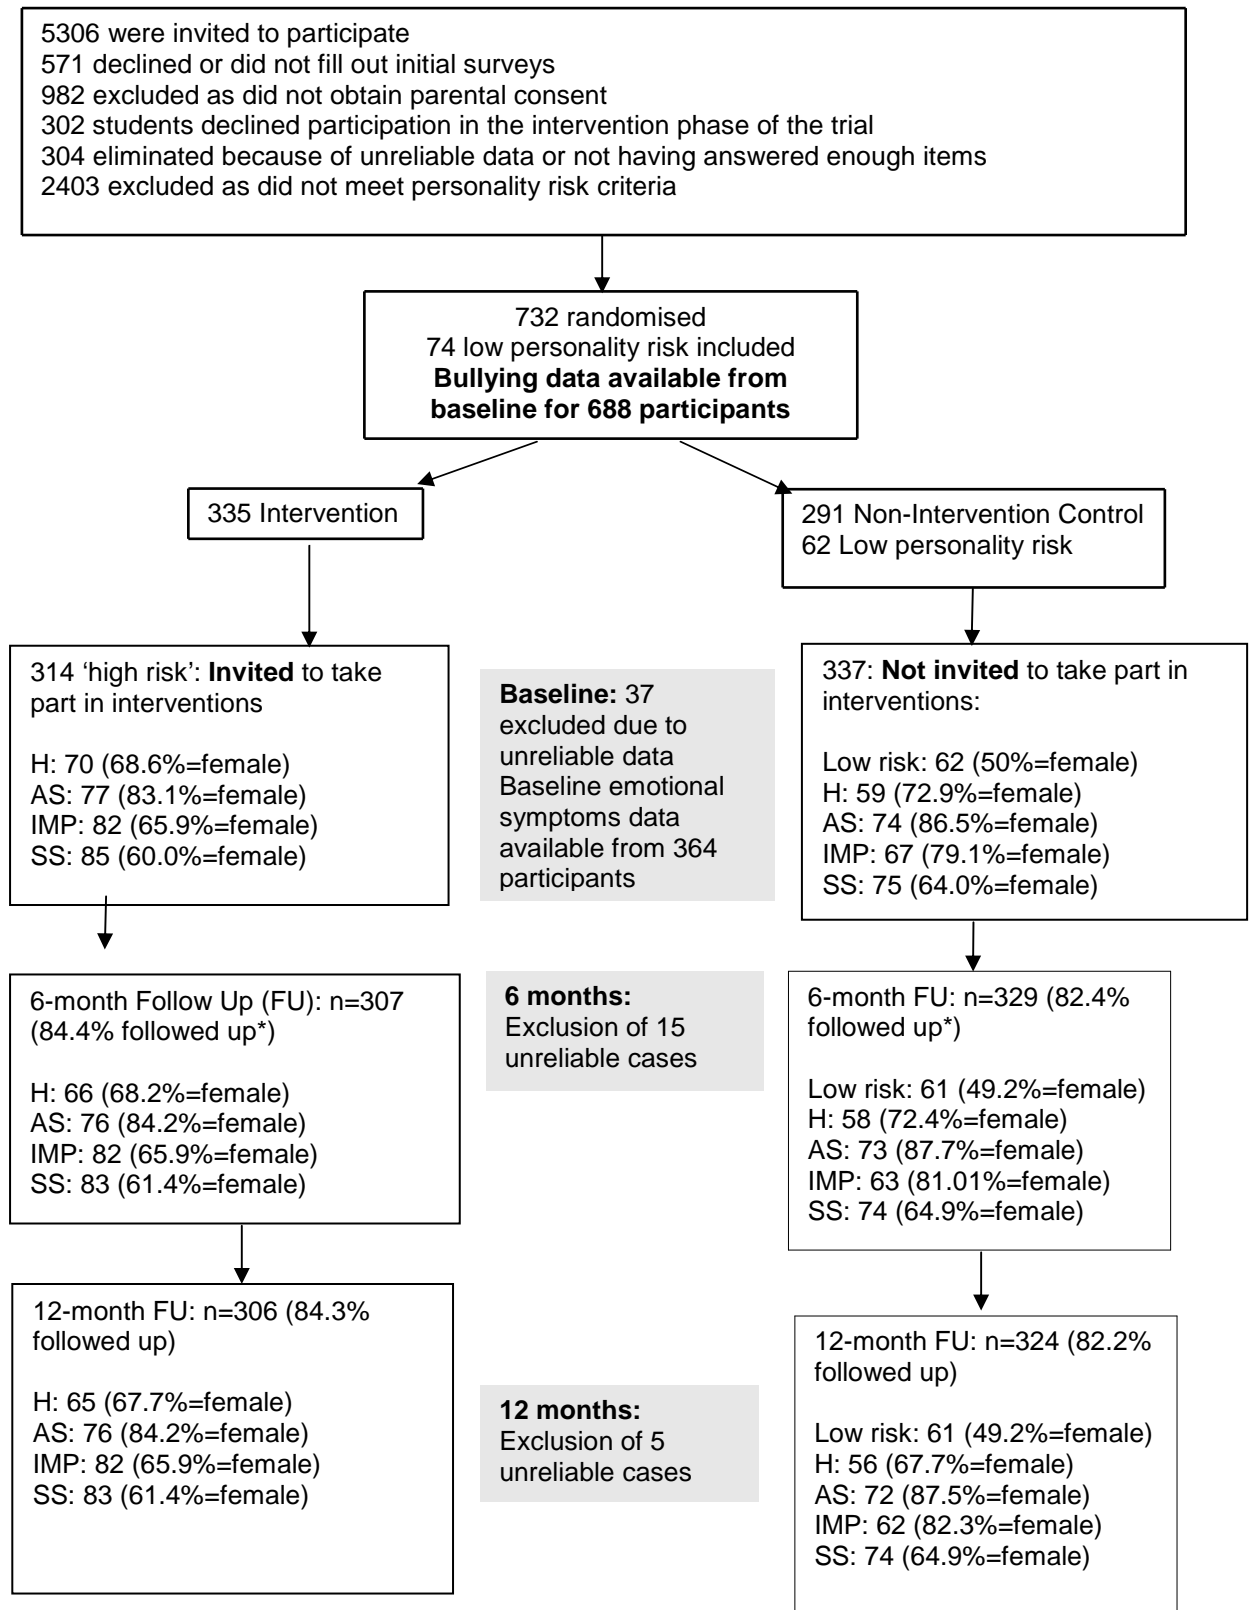 5306 were invited to participate
571 declined or did not fill out initial surveys
982 excluded as did not obtain parental consent
302 students declined participation in the intervention phase of the trial
304 eliminated because of unreliable data or not having answered enough items
2403 excluded as did not meet personality risk criteria
732 randomised
74 low personality risk included
Bullying data available from
baseline for 688 participants
335 Intervention
291 Non-Intervention Control
62 Low personality risk
314 ‘high risk’: Invited to take
part in interventions
H: 70 (68.6%=female)
AS: 77 (83.1%=female)
IMP: 82 (65.9%=female)
SS: 85 (60.0%=female)
Baseline: 37
excluded due to
unreliable data
Baseline emotional
symptoms data
available from 364
participants
337: Not invited to take part in
interventions:
Low risk: 62 (50%=female)
H: 59 (72.9%=female)
AS: 74 (86.5%=female)
IMP: 67 (79.1%=female)
SS: 75 (64.0%=female)
6-month Follow Up (FU): n=307
(84.4% followed up*)
H: 66 (68.2%=female)
AS: 76 (84.2%=female)
IMP: 82 (65.9%=female)
SS: 83 (61.4%=female)
6 months:
Exclusion of 15
unreliable cases
6-month FU: n=329 (82.4%
followed up*)
Low risk: 61 (49.2%=female)
H: 58 (72.4%=female)
AS: 73 (87.7%=female)
IMP: 63 (81.01%=female)
SS: 74 (64.9%=female)
12-month FU: n=306 (84.3%
followed up)
H: 65 (67.7%=female)
AS: 76 (84.2%=female)
IMP: 82 (65.9%=female)
SS: 83 (61.4%=female)
12 months:
Exclusion of 5
unreliable cases
12-month FU: n=324 (82.2%
followed up)
Low risk: 61 (49.2%=female)
H: 56 (67.7%=female)
AS: 72 (87.5%=female)
IMP: 62 (82.3%=female)
SS: 74 (64.9%=female)